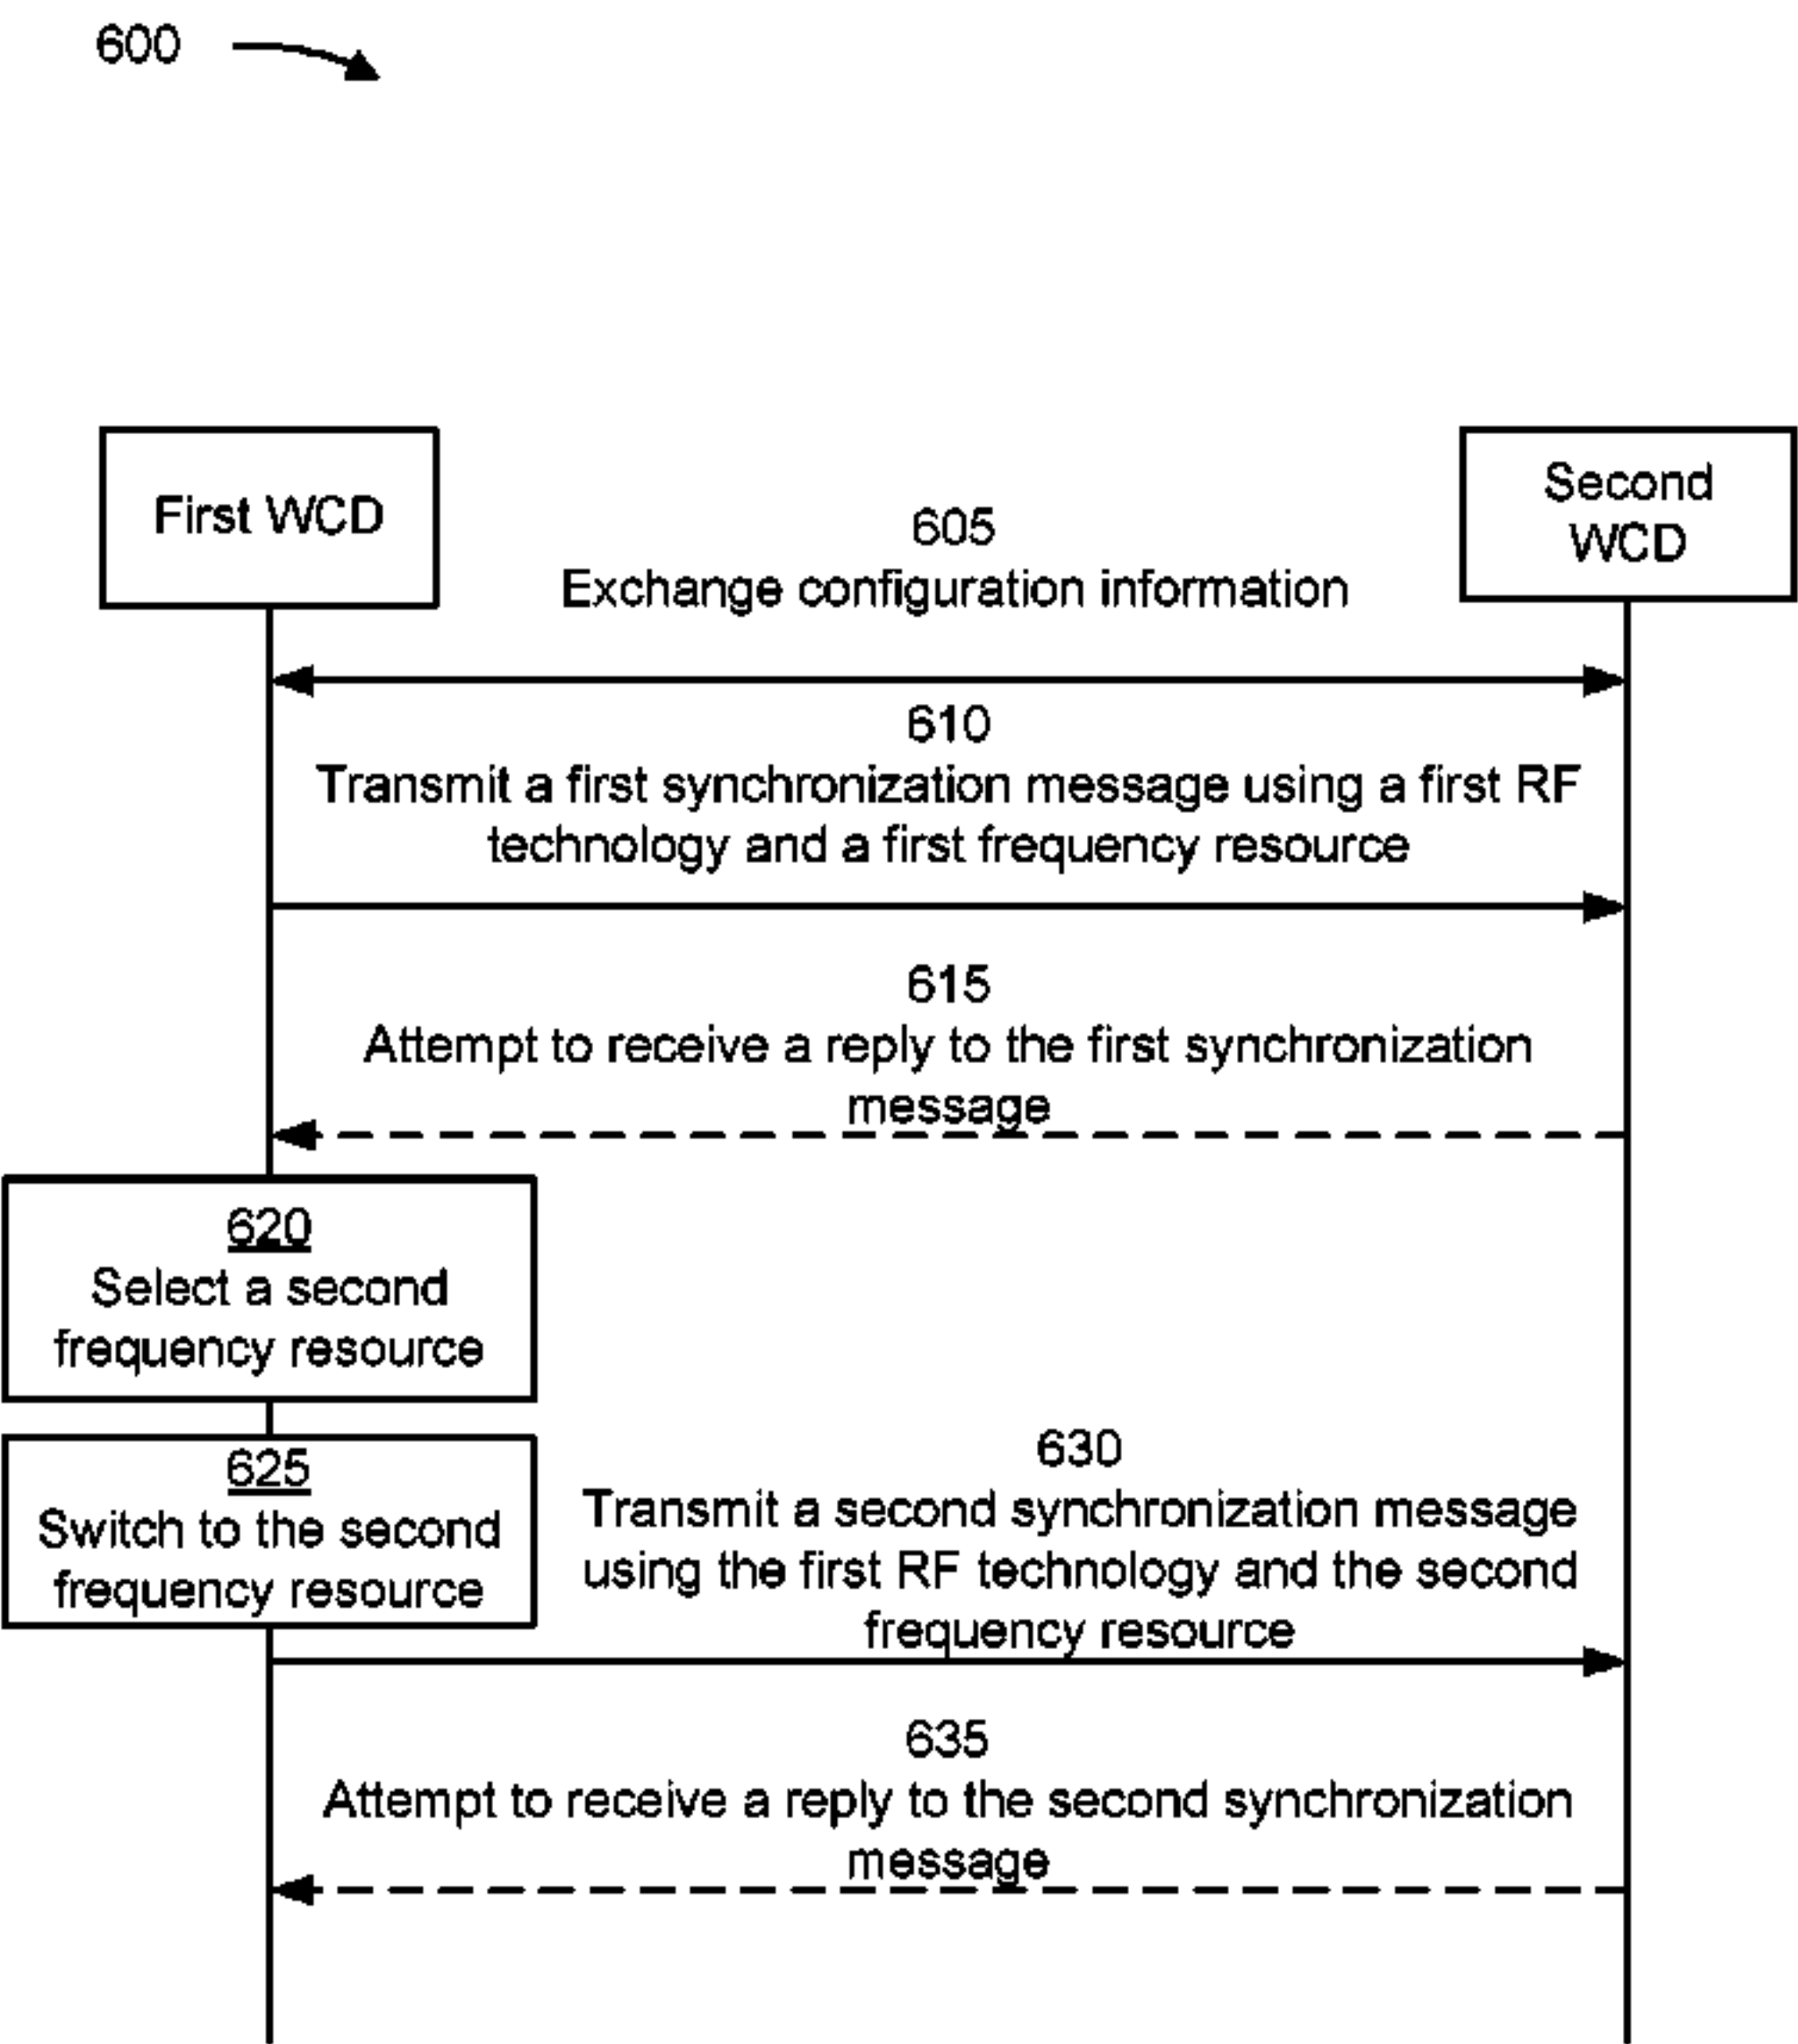 600
First WCD
Second
WCD
605
Exchange configuration information
610
Transmit a first synchronization message using a first RF
technology and a first frequency resource
615
Attempt to receive a reply to the first synchronization
message
620
Select a second
frequency resource
625
Switch to the second
frequency resource
630
Transmit a second synchronization message
using the first RF technology and the second
frequency resource
635
Attempt to receive a reply to the second synchronization
message